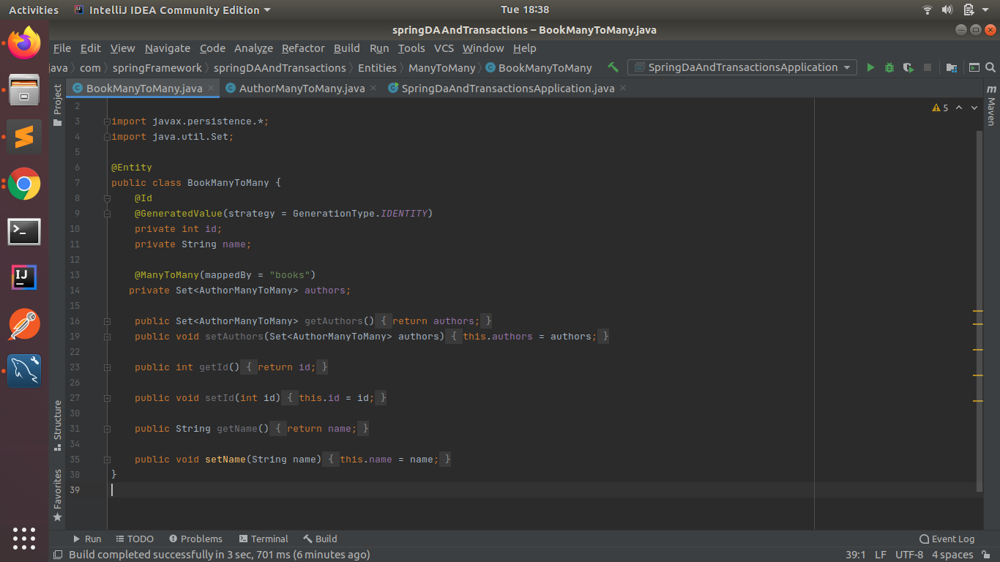 Activities IntelliJ IDEA Community Edition Tue 18:38
springDAAndTransactions – BookManyToMany.java
File Edit View Navigate Code Analyze Refactor Build Run Tools VCS Window Help
java com springFramework springDAAndTransactions Entities ManyToMany BookManyToMany SpringDaAndTransactionsApplication
BookManyToMany.java AuthorManyToMany.java SpringDaAndTransactionsApplication.java
Project
Structure
Favorites
Maven
5
2
3 import javax.persistence.*;
4 import java.util.Set;
5
6 @Entity
7 public class BookManyToMany {
8 @Id
9 @GeneratedValue(strategy = GenerationType.IDENTITY)
10 private int id;
11 private String name;
12
13 @ManyToMany(mappedBy = "books")
14 private Set<AuthorManyToMany> authors;
15
16 public Set<AuthorManyToMany> getAuthors() { return authors; }
19 public void setAuthors(Set<AuthorManyToMany> authors) { this.authors = authors; }
22
23 public int getId() { return id; }
26
27 public void setId(int id) { this.id = id; }
30
31 public String getName() { return name; }
34
35 public void setName(String name) { this.name = name; }
38 }
39
Run TODO Problems Terminal Build Event Log
Build completed successfully in 3 sec, 701 ms (6 minutes ago) 39:1 LF UTF-8 4 spaces